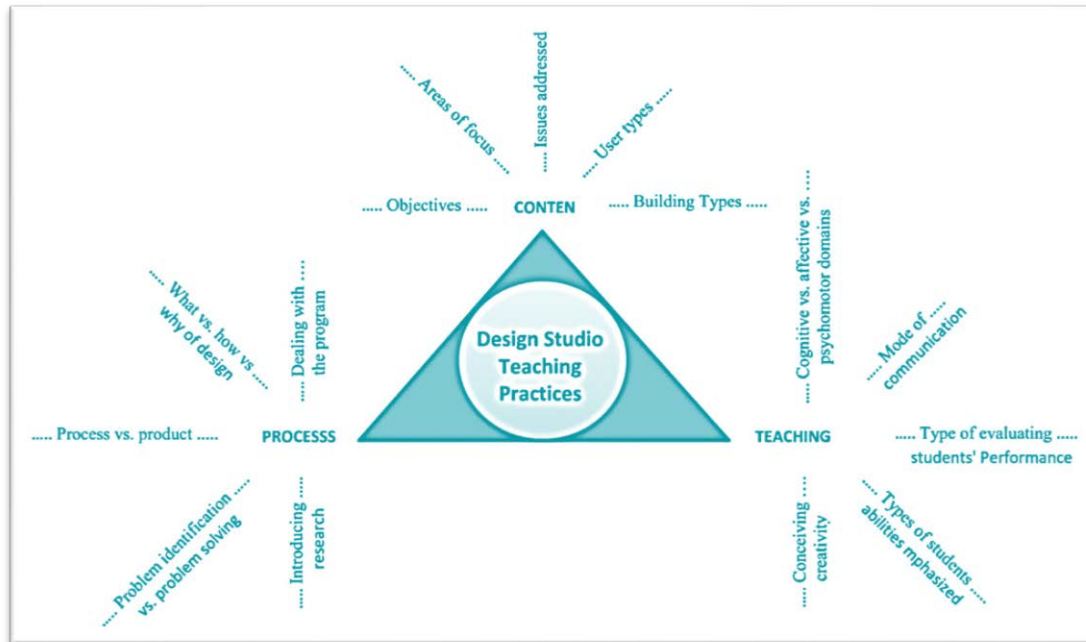 ..... Issues addressed
..... Areas of focus .....
..... User types .....
..... Objectives .....
CONTEN
..... Building Types .....
..... What vs. how vs .....
why of design
..... Dealing with ....
the program
Design Studio
Teaching
Practices
..... Cognitive vs. affective vs. ....
psychomotor domains
..... Mode of .....
communication
..... Process vs. product .....
PROCESSS
TEACHING
..... Type of evaluating .....
students' Performance
..... Problem identification .....
vs. problem solving
..... Introducing .....
research
..... Conceiving ....
creativity
..... Types of students .....
abilities mphasized